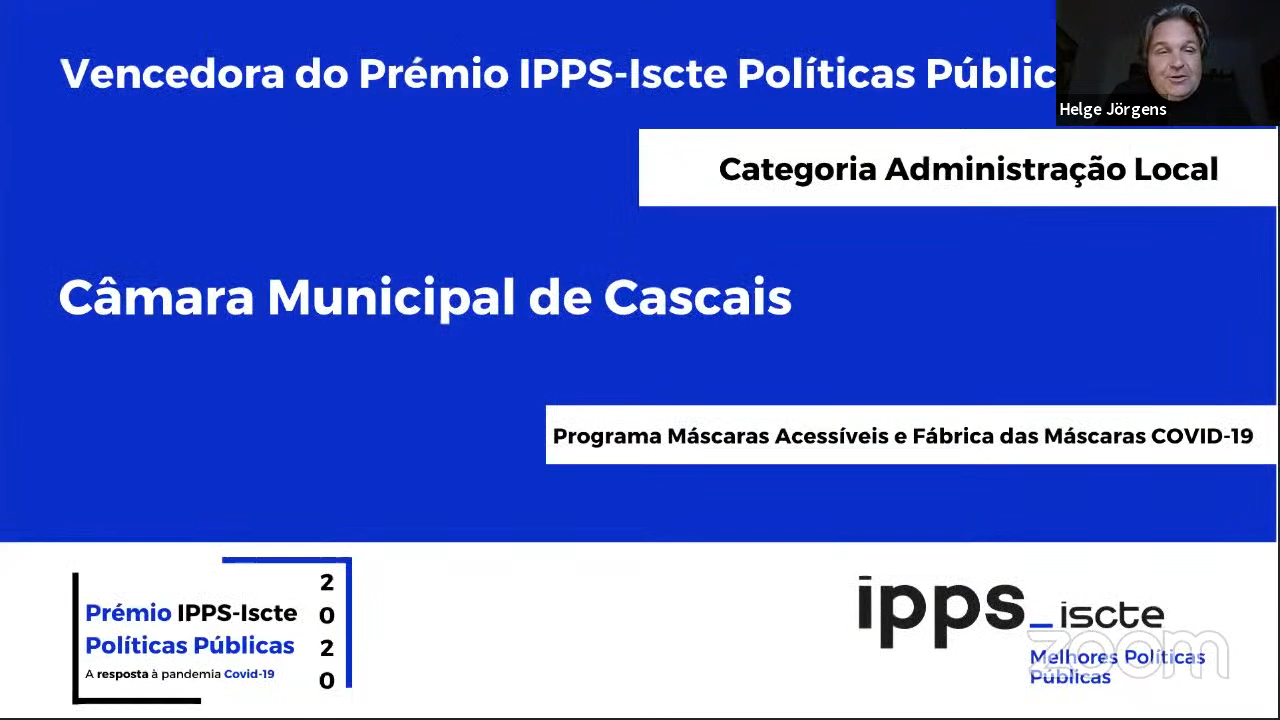 Vencedora do Prémio IPPS-Iscte Políticas Públic
Helge Jörgens
Categoria Administração Local
Câmara Municipal de Cascais
Programa Máscaras Acessíveis e Fábrica das Máscaras COVID-19
Prémio IPPS-Iscte
Políticas Públicas
A resposta à pandemia Covid-19
2
0
2
0
ipps_iscte
zoom
Melhores Políticas
Públicas